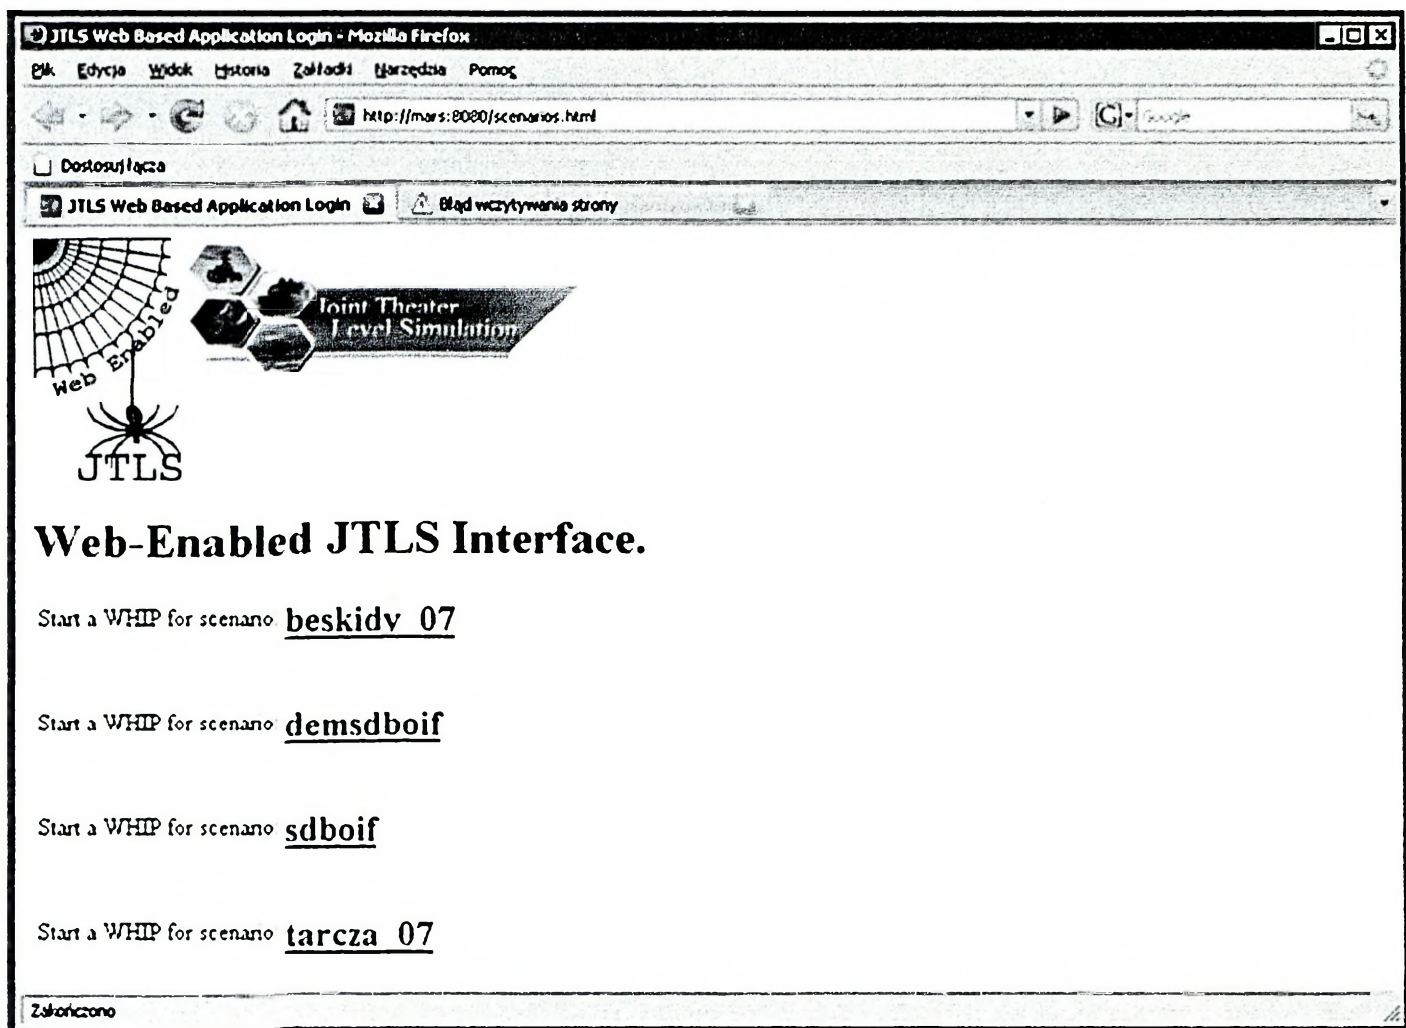 JTLS Web Based Application Login - Mozilla Firefox
Plik Edycja Widok Historia Zakładki Narzędzia Pomoc
http://mars:8080/scenarios.html G Google
Dostosuj łącza
JTLS Web Based Application Login Błąd wczytywania strony
Web Enabled
Joint Theater
Level Simulation
JTLS
Web-Enabled JTLS Interface.
Start a WHIP for scenario: beskidy_07
Start a WHIP for scenario: demsdboif
Start a WHIP for scenario: sdboif
Start a WHIP for scenario: tarcza_07
Zakończono